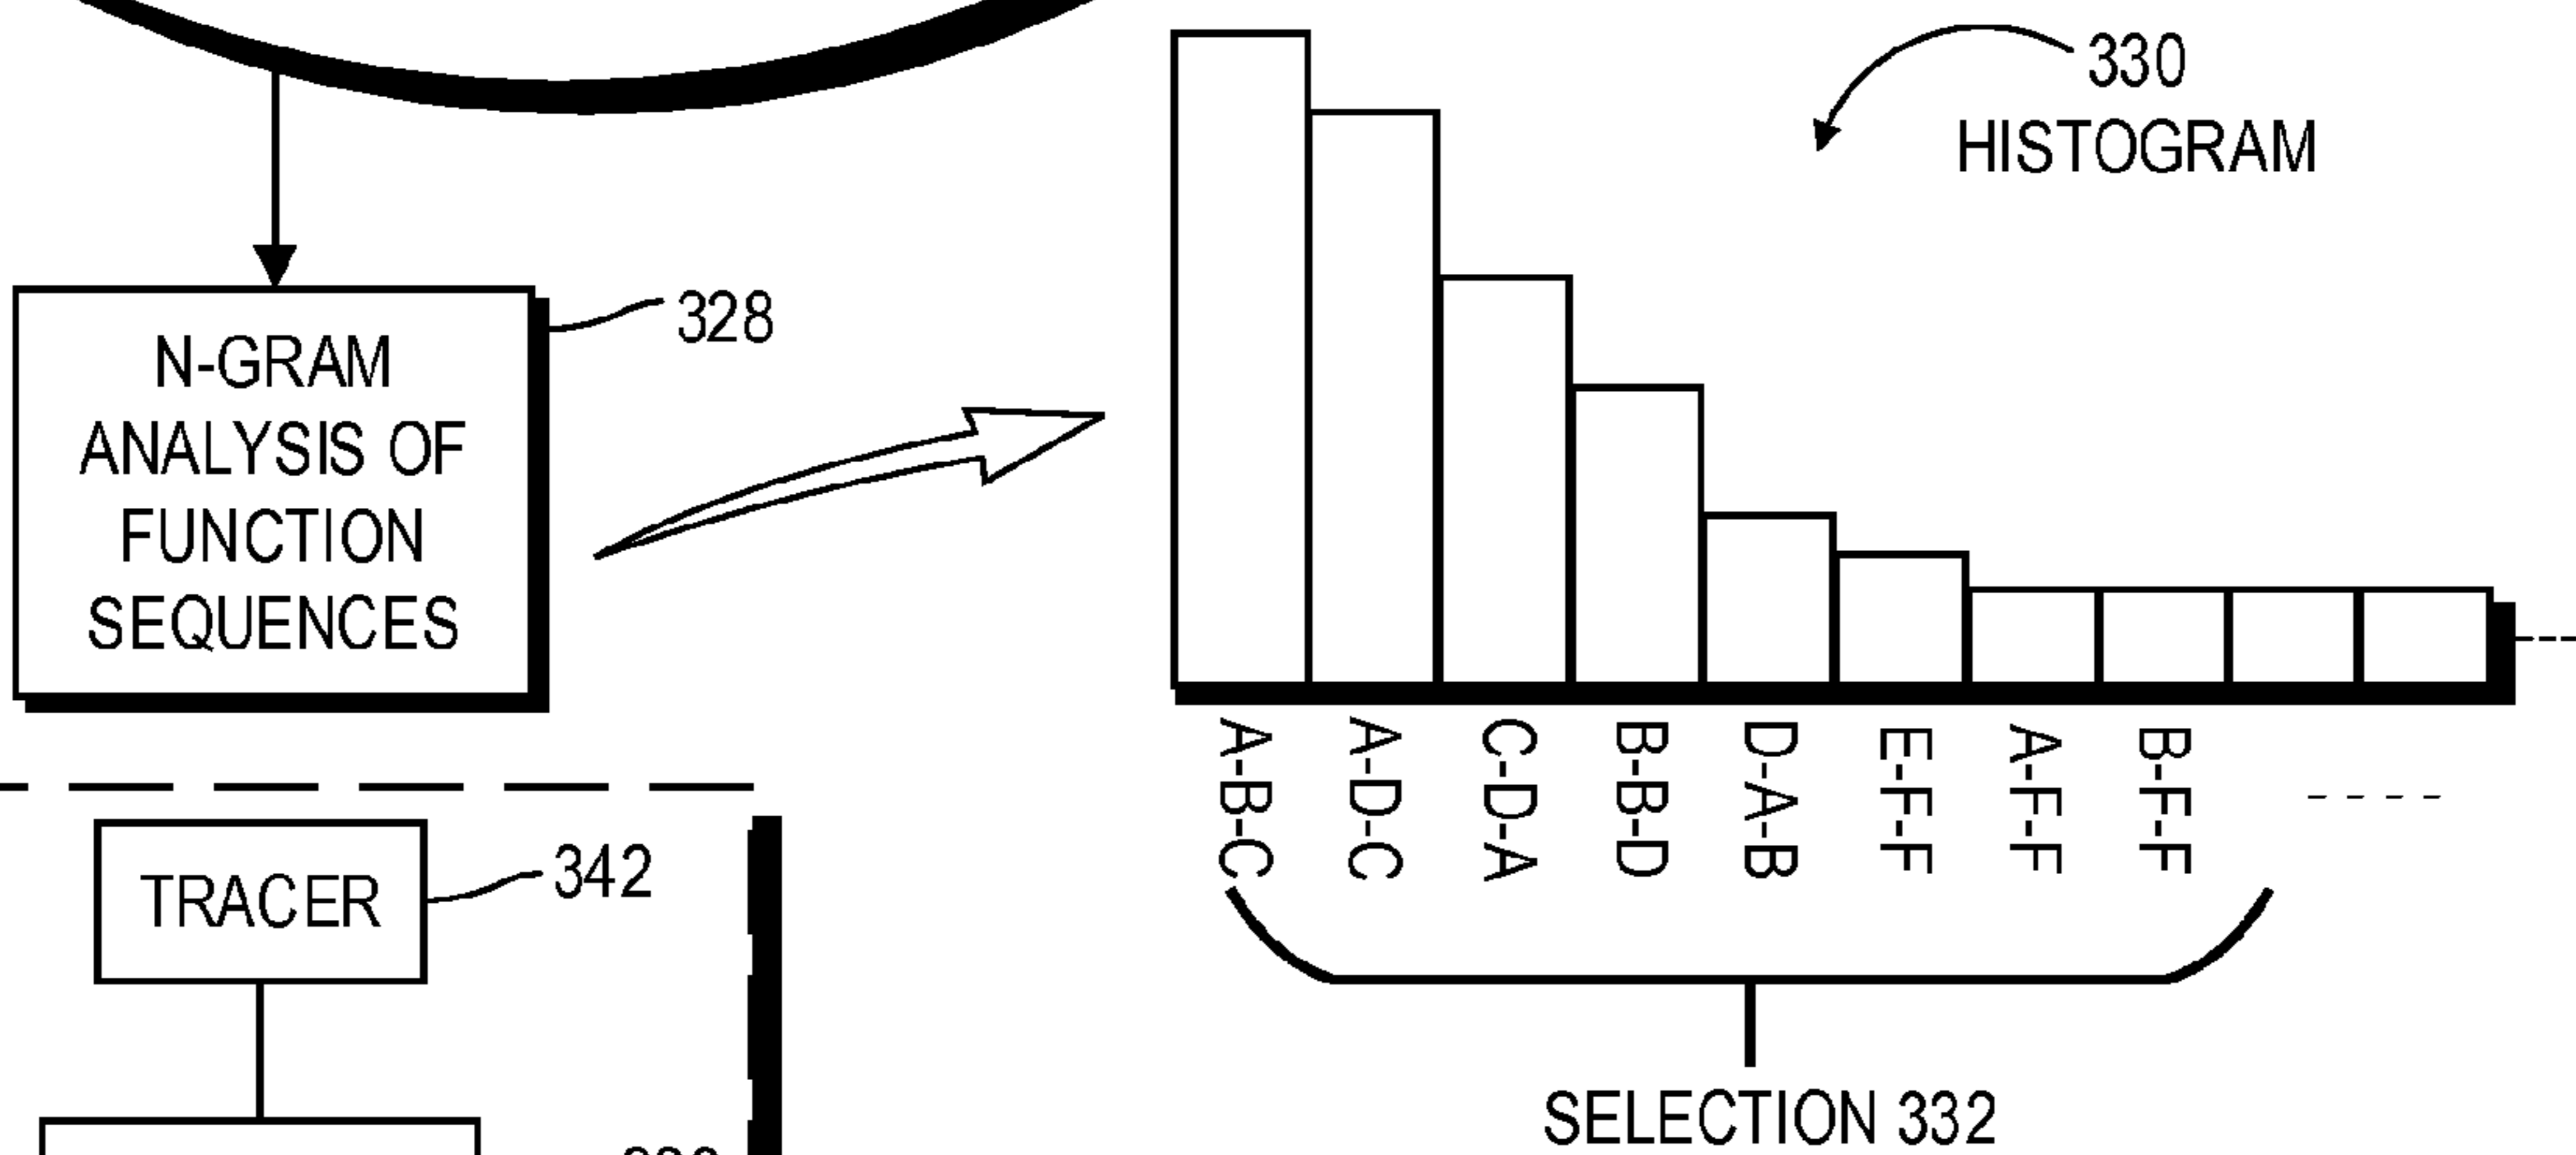 330
HISTOGRAM
328
N-GRAM
ANALYSIS OF
FUNCTION
SEQUENCES
A-B-C
A-D-C
C-D-A
B-B-D
D-A-B
E-F-F
A-F-F
B-F-F
TRACER
342
SELECTION 332